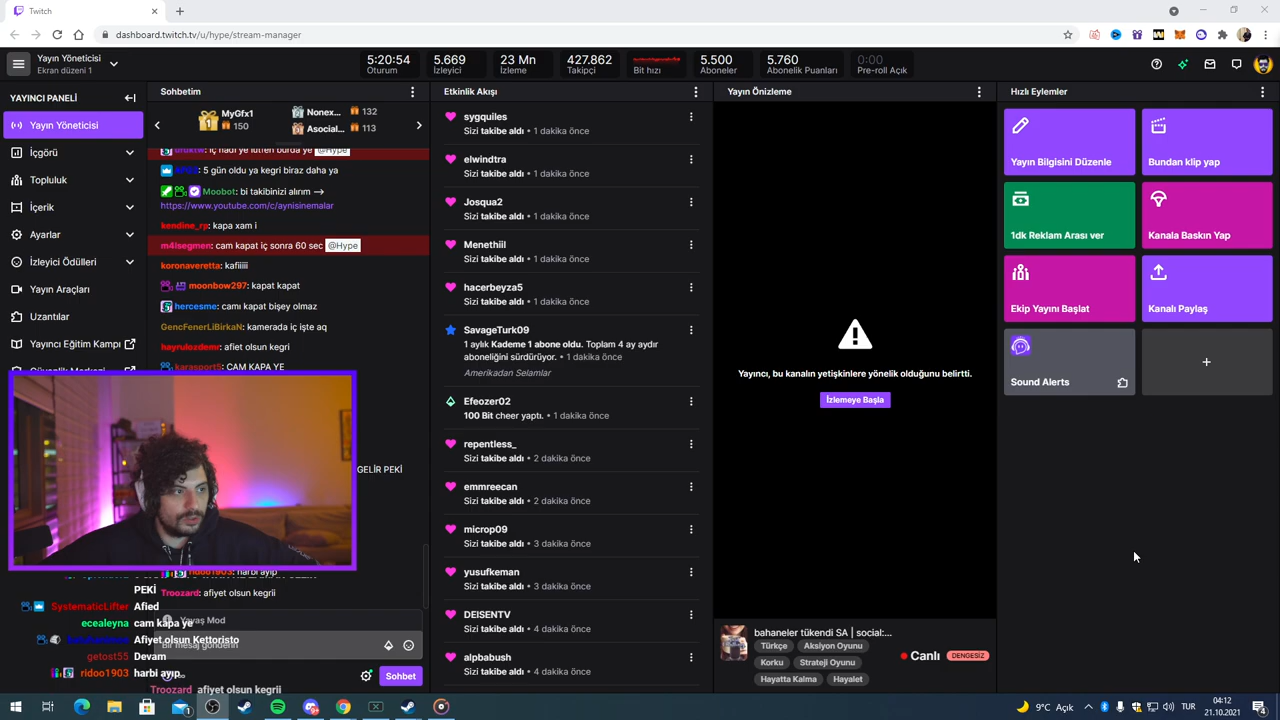 Twitch
dashboard.twitch.tv/u/hype/stream-manager
Yayın Yöneticisi
Ekran düzeni 1
5:20:54
Oturum
5.669
İzleyici
23 Mn
İzleme
427.862
Takipçi
Bit hızı
5.500
Aboneler
5.760
Abonelik Puanları
0:00
Pre-roll Açık
YAYINCI PANELİ
Yayın Yöneticisi
İçgörü
Topluluk
İçerik
Ayarlar
İzleyici Ödülleri
Yayın Araçları
Uzantılar
Yayıncı Eğitim Kampı
Güvenlik Merkezi
Sohbetim
MyGfx1
150
Nonex...
132
Asocial...
113
iç hadi ye lütfen burda ye @Hype
5 gün oldu ya kegri biraz daha ya
Moobot: bi takibinizi alırım →
https://www.youtube.com/c/aynisinemalar
kendine_rp: kapa xam i
m4lsegmen: cam kapat iç sonra 60 sec @Hype
koronaveretta: kafiiiii
moonbow297: kapat kapat
hercesme: camı kapat bişey olmaz
GencFenerLiBirkaN: kamerada iç işte aq
hayrulezdemr: afiet olsun kegri
karasport5: CAM KAPA YE
GELİR PEKİ
ridoo1903: harbi ayıp
PEKİ
Troozard: afiyet olsun kegrii
SystematicLifter Afied
ecealeyna cam kapa ye
Yavaş Mod
Afiyet olsun Kettoristo
Bir mesaj gönderin
getost55 Devam
ridoo1903 harbi ayıp
Sohbet
Troozard afiyet olsun kegrii
Etkinlik Akışı
sygquiles
Sizi takibe aldı • 1 dakika önce
elwindtra
Sizi takibe aldı • 1 dakika önce
Josqua2
Sizi takibe aldı • 1 dakika önce
Menethiil
Sizi takibe aldı • 1 dakika önce
hacerbeyza5
Sizi takibe aldı • 1 dakika önce
SavageTurk09
1 aylık Kademe 1 abone oldu. Toplam 4 ay aydır
aboneliğini sürdürüyor. • 1 dakika önce
Amerikadan Selamlar
Efeozer02
100 Bit cheer yaptı. • 1 dakika önce
repentless_
Sizi takibe aldı • 2 dakika önce
emmreecan
Sizi takibe aldı • 2 dakika önce
microp09
Sizi takibe aldı • 3 dakika önce
yusufkeman
Sizi takibe aldı • 3 dakika önce
DEISENTV
Sizi takibe aldı • 4 dakika önce
alpbabush
Sizi takibe aldı • 4 dakika önce
Yayın Önizleme
Yayıncı, bu kanalın yetişkinlere yönelik olduğunu belirtti.
İzlemeye Başla
bahaneler tükendi SA | social:...
Türkçe
Aksiyon Oyunu
Korku
Strateji Oyunu
Hayatta Kalma
Hayalet
Canlı
DENGESİZ
Hızlı Eylemler
Yayın Bilgisini Düzenle
Bundan klip yap
1dk Reklam Arası ver
Kanala Baskın Yap
Ekip Yayını Başlat
Kanalı Paylaş
Sound Alerts
9°C Açık
TUR
04:12
21.10.2021